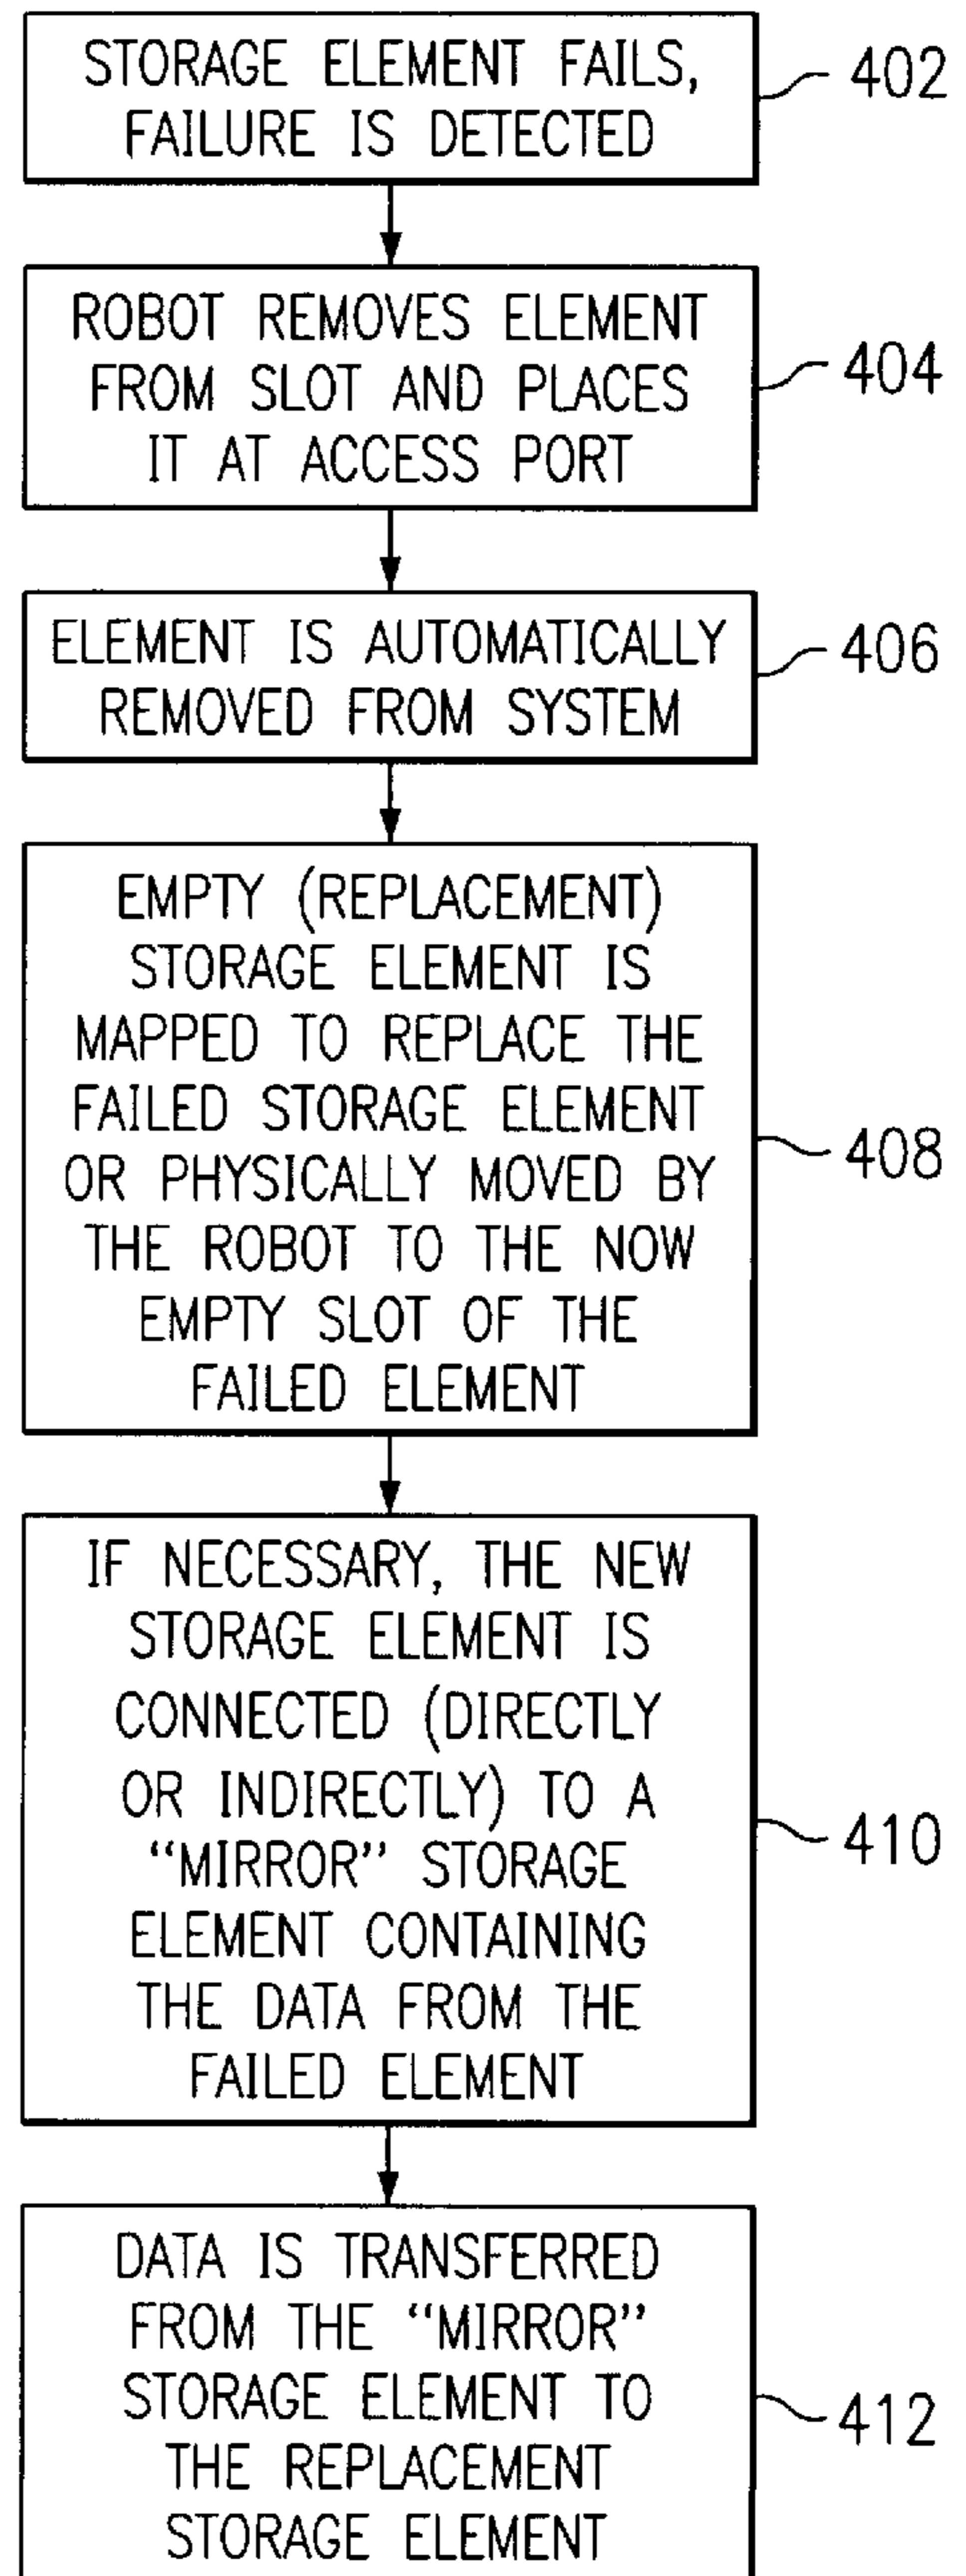 STORAGE ELEMENT FAILS,
FAILURE IS DETECTED
402
ROBOT REMOVES ELEMENT
FROM SLOT AND PLACES
IT AT ACCESS PORT
404
ELEMENT IS AUTOMATICALLY
REMOVED FROM SYSTEM
406
EMPTY (REPLACEMENT)
STORAGE ELEMENT IS
MAPPED TO REPLACE THE
FAILED STORAGE ELEMENT
OR PHYSICALLY MOVED BY
THE ROBOT TO THE NOW
EMPTY SLOT OF THE
FAILED ELEMENT
408
IF NECESSARY, THE NEW
STORAGE ELEMENT IS
CONNECTED (DIRECTLY
OR INDIRECTLY) TO A
“MIRROR” STORAGE
ELEMENT CONTAINING
THE DATA FROM THE
FAILED ELEMENT
410
DATA IS TRANSFERRED
FROM THE “MIRROR”
STORAGE ELEMENT TO
THE REPLACEMENT
STORAGE ELEMENT
412